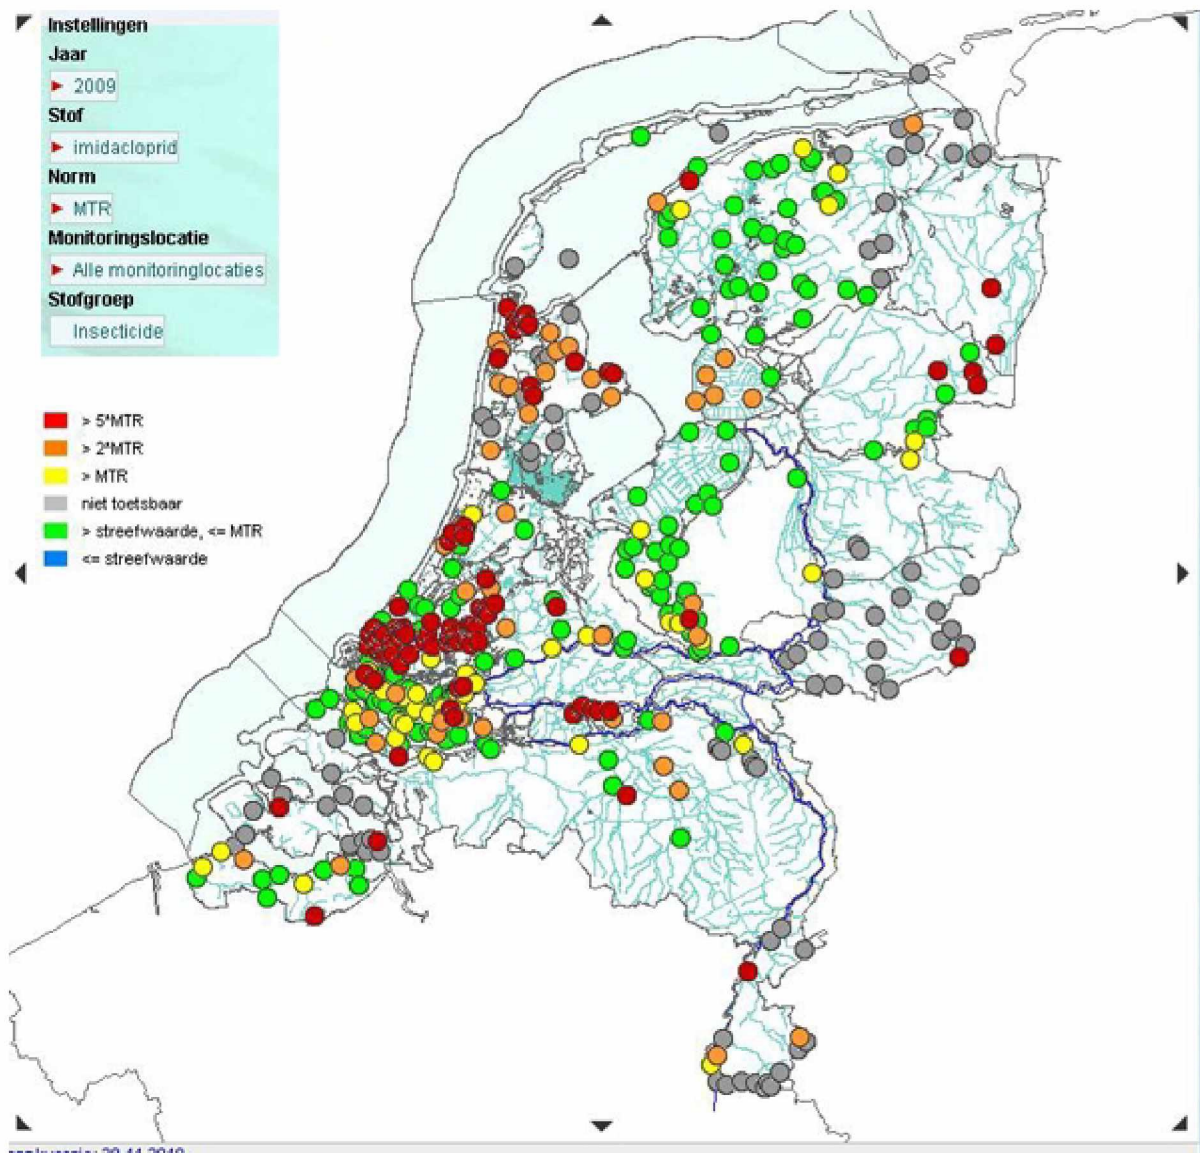 Instellingen
Jaar
2009
Stof
imidacloprid
Norm
MTR
Monitoringslocatie
Alle monitoringlocaties
Stofgroep
Insecticide
> 5*MTR
> 2*MTR
> MTR
niet toetsbaar
> streefwaarde, <= MTR
<= streefwaarde